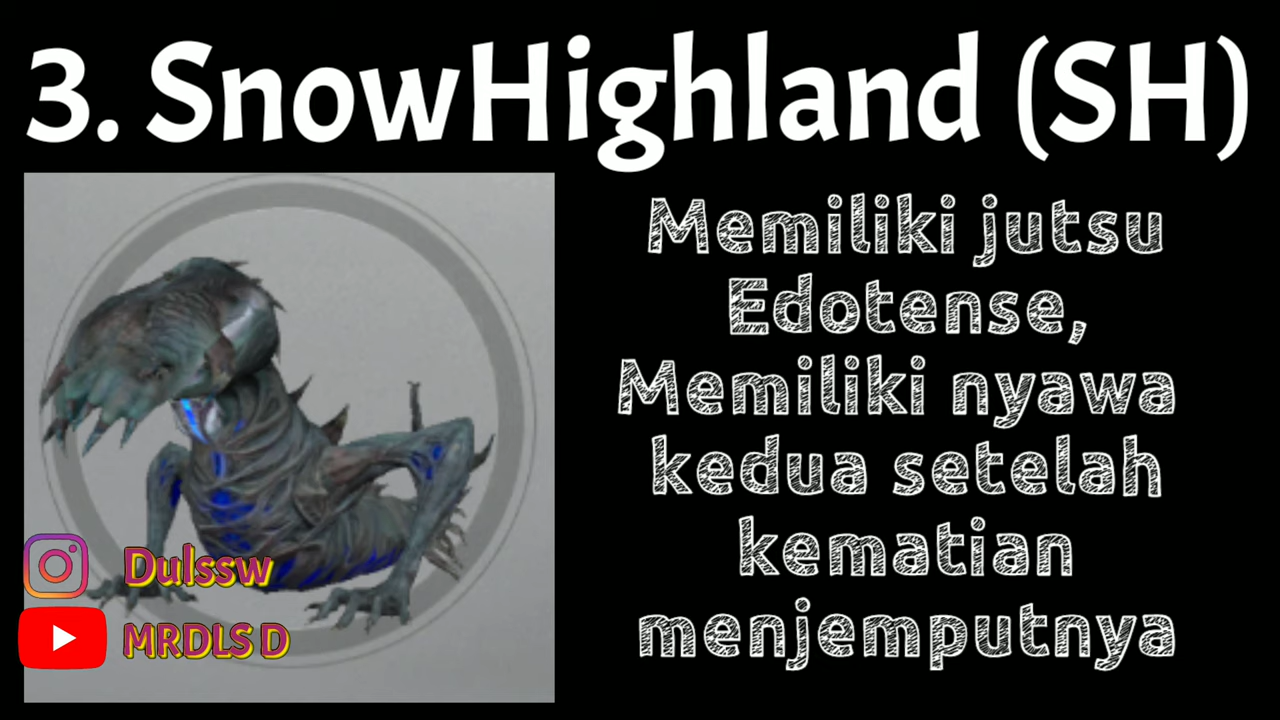 3. SnowHighland (SH)
Memiliki jutsu
Edotense,
Memiliki nyawa
kedua setelah
kematian
menjemputnya
Dulssw
MRDLS D